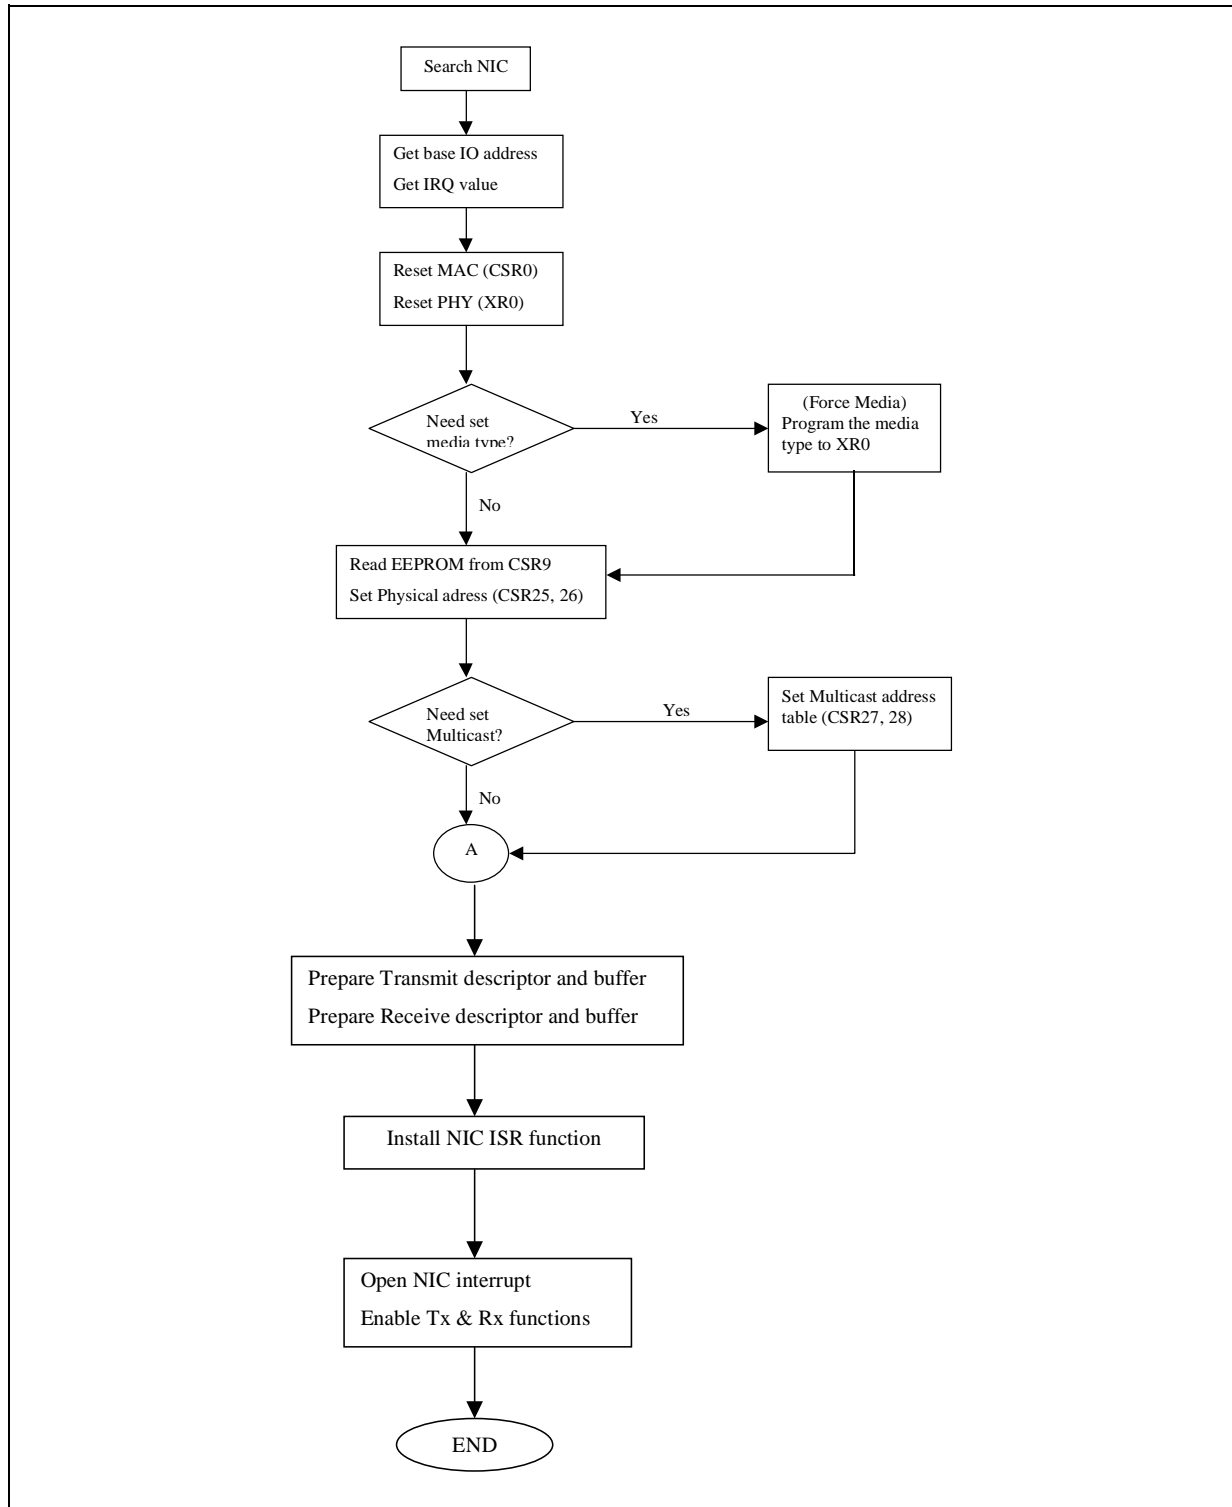 Search NIC
Get base IO address
Get IRQ value
Reset MAC (CSR0)
Reset PHY (XR0)
Need set
media type?
Yes
(Force Media)
Program the media
type to XR0
No
Read EEPROM from CSR9
Set Physical adress (CSR25, 26)
Need set
Multicast?
Yes
Set Multicast address
table (CSR27, 28)
No
A
Prepare Transmit descriptor and buffer
Prepare Receive descriptor and buffer
Install NIC ISR function
Open NIC interrupt
Enable Tx & Rx functions
END